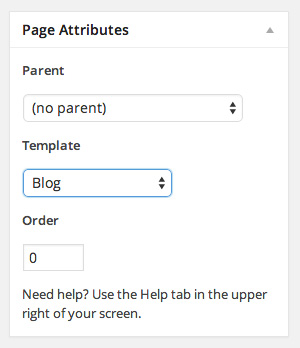 Page Attributes
Parent
(no parent)
Template
Blog
Order
0
Need help? Use the Help tab in the upper
right of your screen.